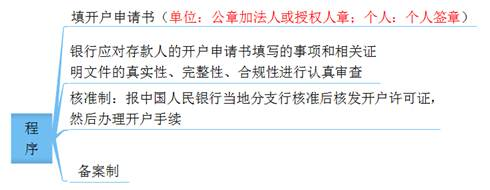 填开户申请书（单位：公章加法人或授权人章；个人：个人签章）
银行应对存款人的开户申请书填写的事项和相关证
明文件的真实性、完整性、合规性进行认真审查
核准制：报中国人民银行当地分支行核准后核发开户许可证，
然后办理开户手续
程
序
备案制